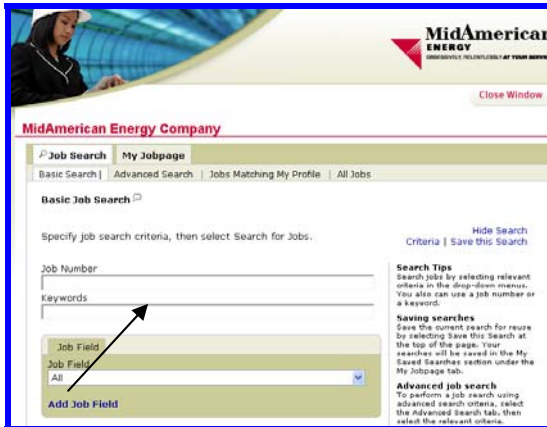 MidAmerican
ENERGY
OBSESSIVELY, RELENTLESSLY AT YOUR SERVICE
Close Window
MidAmerican Energy Company
Job Search My Jobpage
Basic Search | Advanced Search | Jobs Matching My Profile | All Jobs
Basic Job Search
Specify job search criteria, then select Search for Jobs.
Hide Search
Criteria | Save this Search
Job Number
Keywords
Job Field
Job Field
All
Add Job Field
Search Tips
Search jobs by selecting relevant
criteria in the drop-down menus.
You also can use a job number or
a keyword.
Saving searches
Save the current search for reuse
by selecting Save this Search at
the top of the page. Your
searches will be saved in the My
Saved Searches section under the
My Jobpage tab.
Advanced job search
To perform a job search using
advanced search criteria, select
the Advanced Search tab, then
select the relevant criteria.